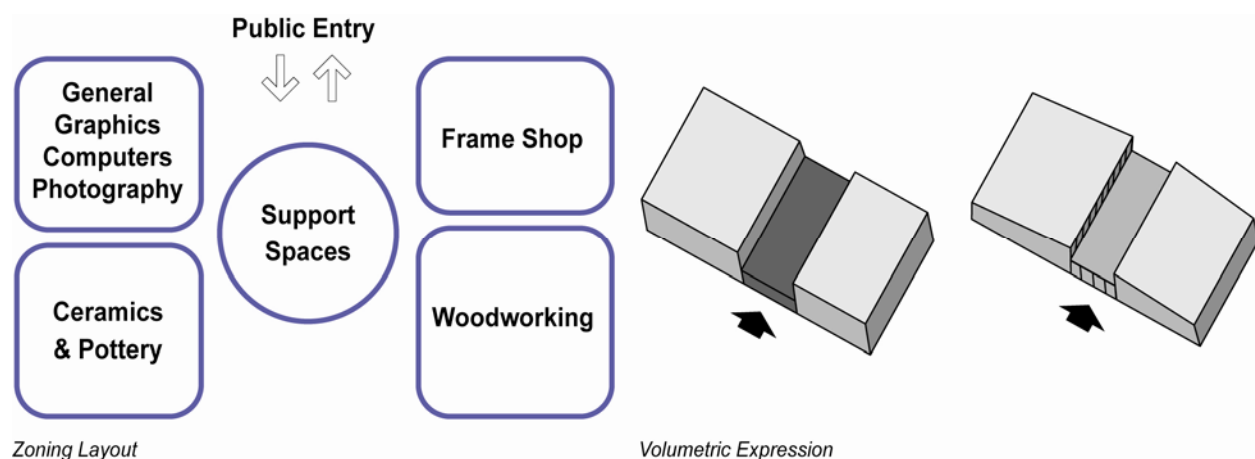 Public Entry
General
Graphics
Computers
Photography
Frame Shop
Support
Spaces
Ceramics
& Pottery
Woodworking
Zoning Layout
Volumetric Expression